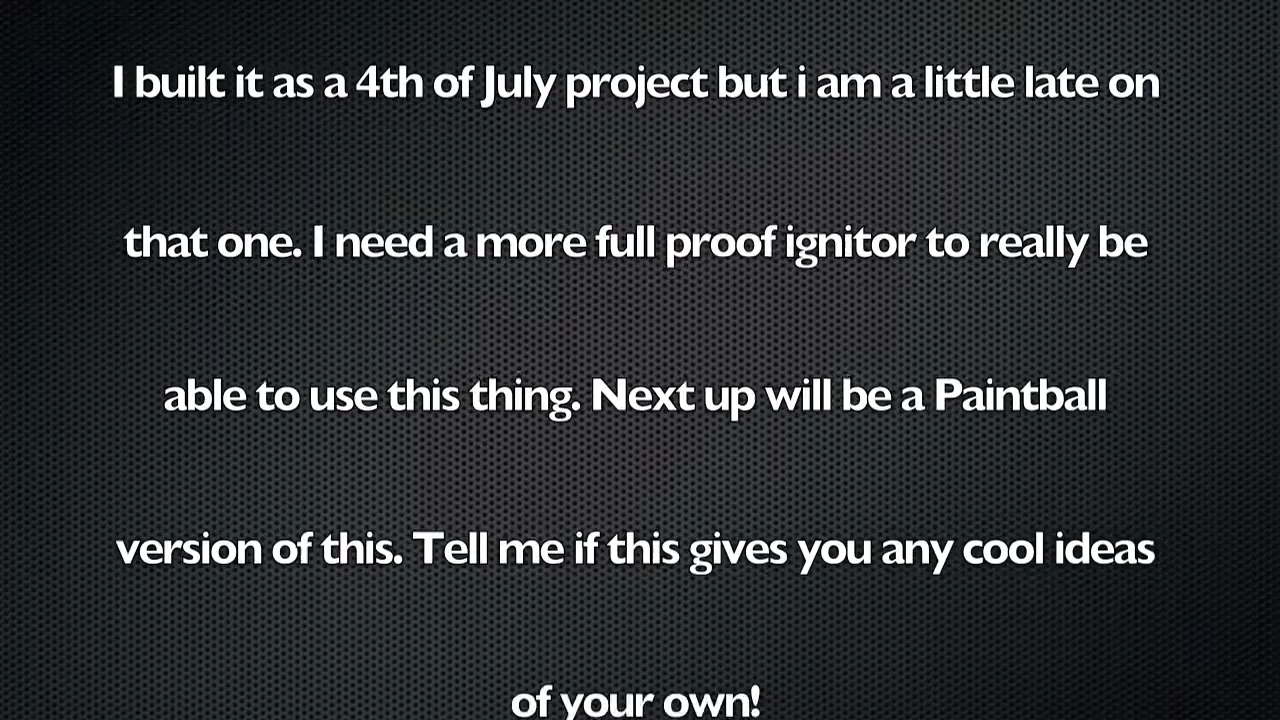 I built it as a 4th of July project but i am a little late on
that one. I need a more full proof ignitor to really be
able to use this thing. Next up will be a Paintball
version of this. Tell me if this gives you any cool ideas
of your own!